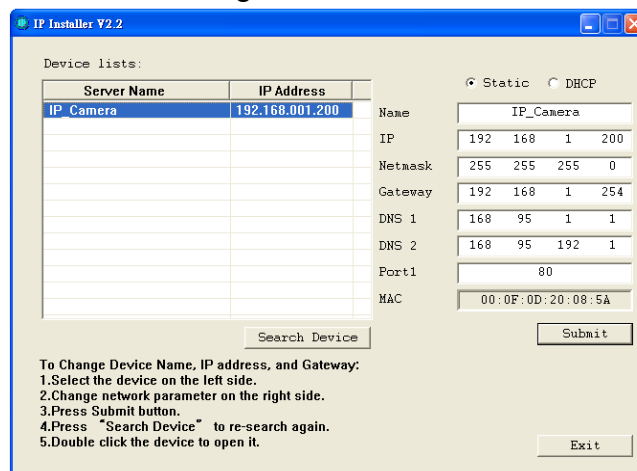 IP Installer V2.2
Device lists:
Static DHCP
Server Name IP Address
IP_Camera 192.168.001.200
Name IP_Camera
IP 192 168 1 200
Netmask 255 255 255 0
Gateway 192 168 1 254
DNS 1 168 95 1 1
DNS 2 168 95 192 1
Port1 80
MAC 00:0F:0D:20:08:5A
Search Device
Submit
To Change Device Name, IP address, and Gateway:
1.Select the device on the left side.
2.Change network parameter on the right side.
3.Press Submit button.
4.Press “Search Device” to re-search again.
5.Double click the device to open it.
Exit